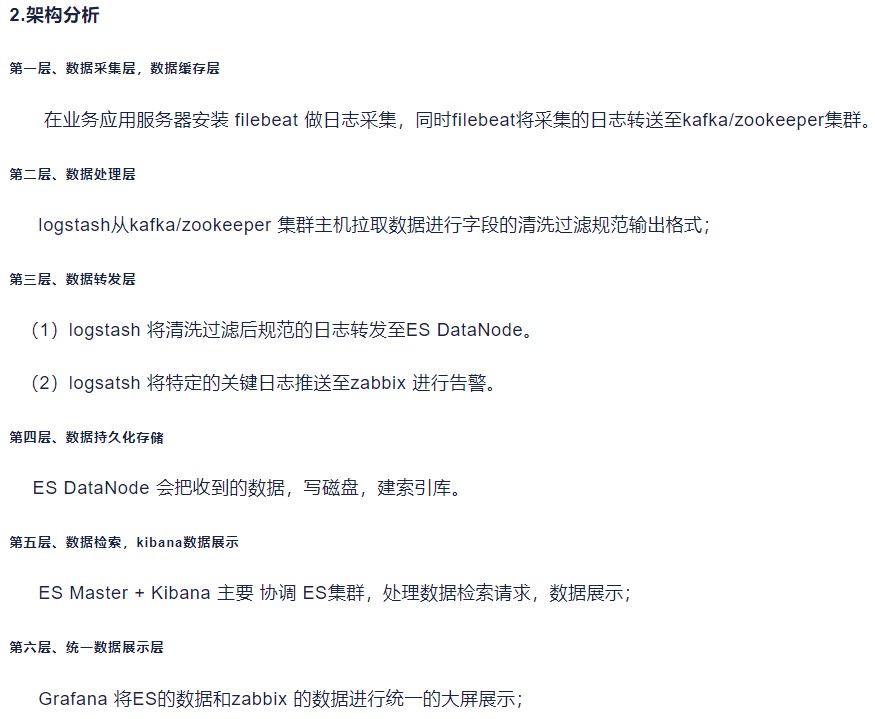 2.架构分析
第一层、数据采集层，数据缓存层
在业务应用服务器安装 filebeat 做日志采集，同时filebeat将采集的日志转送至kafka/zookeeper集群。
第二层、数据处理层
logstash从kafka/zookeeper 集群主机拉取数据进行字段的清洗过滤规范输出格式；
第三层、数据转发层
（1）logstash 将清洗过滤后规范的日志转发至ES DataNode。
（2）logsatsh 将特定的关键日志推送至zabbix 进行告警。
第四层、数据持久化存储
ES DataNode 会把收到的数据，写磁盘，建索引库。
第五层、数据检索，kibana数据展示
ES Master + Kibana 主要 协调 ES集群，处理数据检索请求，数据展示；
第六层、统一数据展示层
Grafana 将ES的数据和zabbix 的数据进行统一的大屏展示；